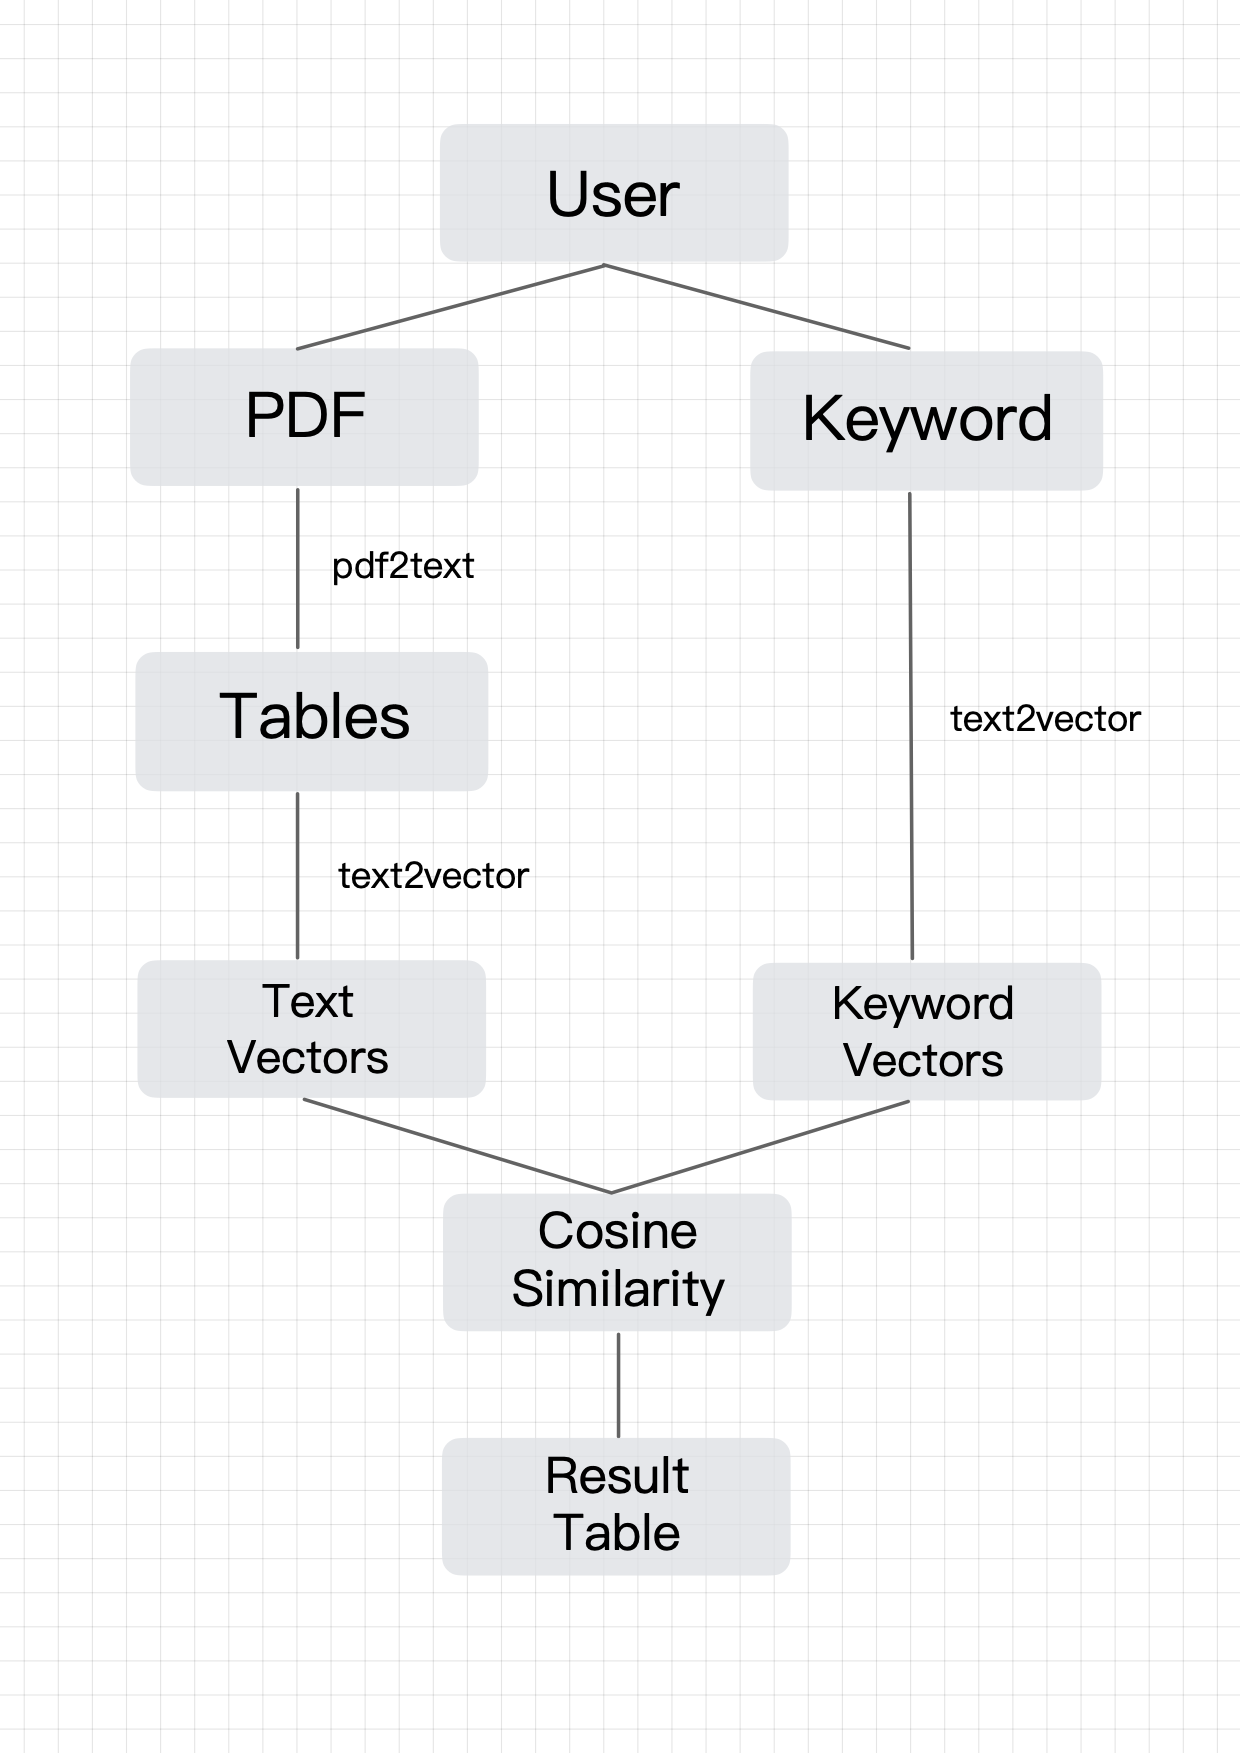 User
PDF
Keyword
pdf2text
Tables
text2vector
text2vector
Text
Vectors
Keyword
Vectors
Cosine
Similarity
Result
Table